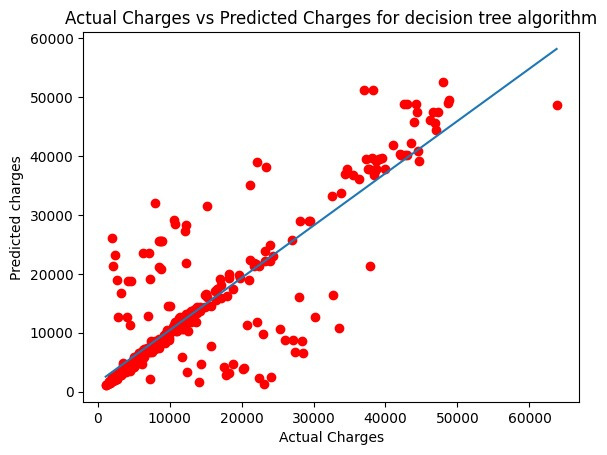 Actual Charges vs Predicted Charges for decision tree algorithm
60000
50000
40000
30000
20000
10000
0
Predicted charges
0 10000 20000 30000 40000 50000 60000
Actual Charges